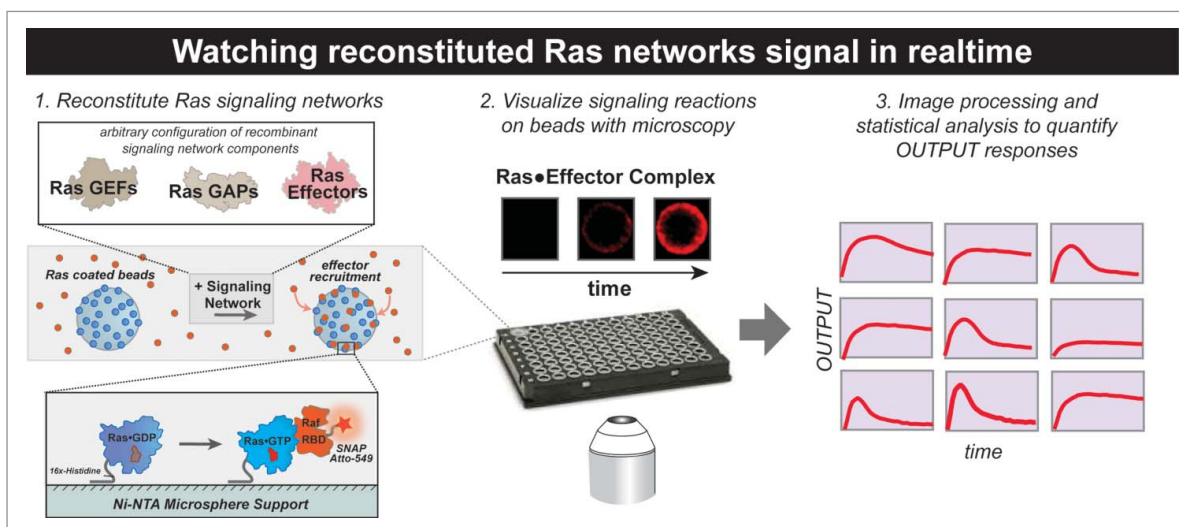 Watching reconstituted Ras networks signal in realtime
1. Reconstitute Ras signaling networks
arbitrary configuration of recombinant
signaling network components
Ras GEFs
Ras GAPs
Ras
Effectors
Ras coated beads
+ Signaling
Network
effector
recruitment
Ras•GDP
Ras•GTP
Raf
RBD
SNAP
Atto-549
16x-Histidine
Ni-NTA Microsphere Support
2. Visualize signaling reactions
on beads with microscopy
Ras●Effector Complex
time
3. Image processing and
statistical analysis to quantify
OUTPUT responses
OUTPUT
time